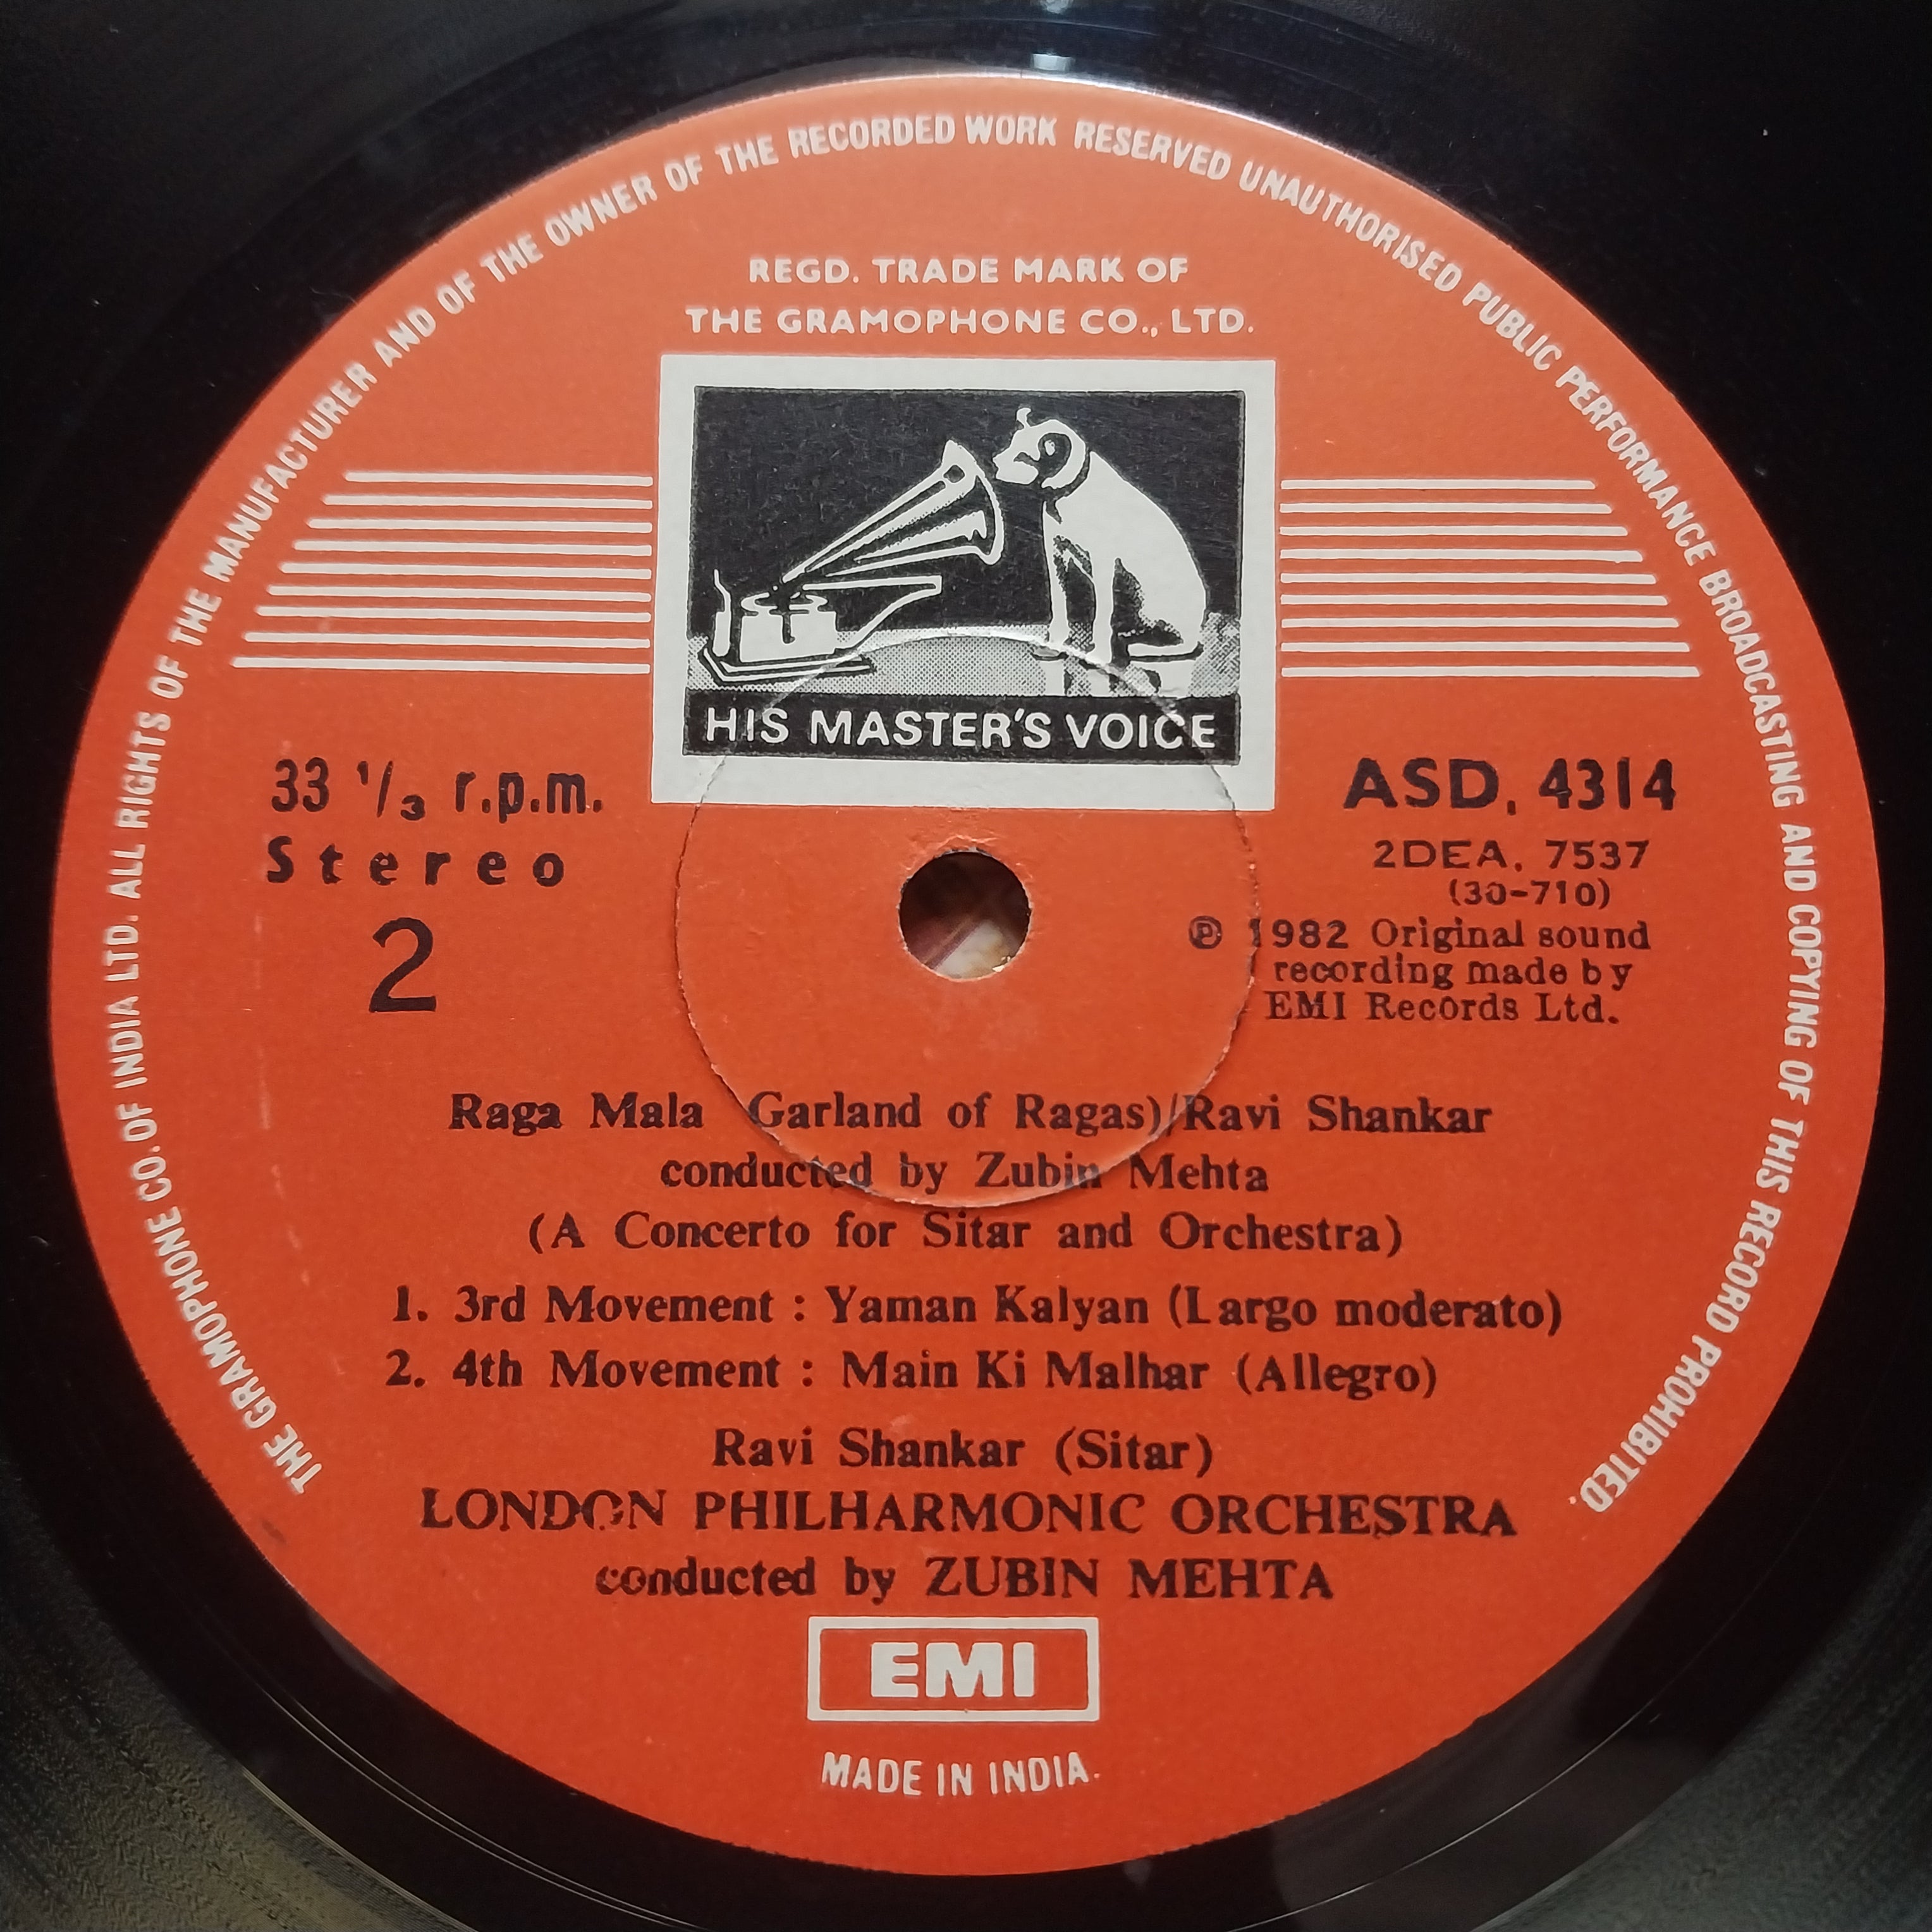 THE GRAMOPHONE CO. OF INDIA LTD. ALL RIGHTS OF THE MANUFACTURER AND OF THE OWNER OF THE RECORDED WORK RESERVED UNAUTHORISED PUBLIC PERFORMANCE BROADCASTING AND COPYING OF THIS RECORD PROHIBITED.
REGD. TRADE MARK OF
THE GRAMOPHONE CO., LTD.
HIS MASTER'S VOICE
33 1/3 r.p.m.
Stereo
2
ASD. 4314
2DEA. 7537
(30-710)
℗ 1982 Original sound
recording made by
EMI Records Ltd.
Raga Mala Garland of Ragas)/Ravi Shankar
conducted by Zubin Mehta
(A Concerto for Sitar and Orchestra)
1. 3rd Movement : Yaman Kalyan (Largo moderato)
2. 4th Movement : Main Ki Malhar (Allegro)
Ravi Shankar (Sitar)
LONDON PHILHARMONIC ORCHESTRA
conducted by ZUBIN MEHTA
EMI
MADE IN INDIA.